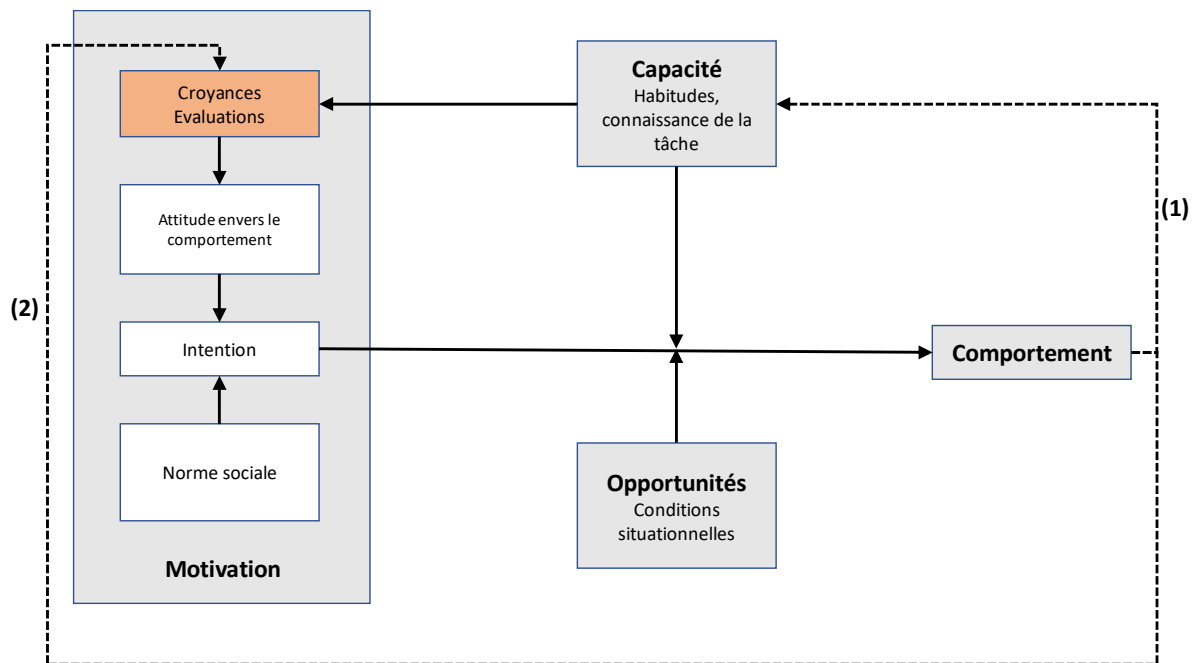 Croyances
Evaluations
Attitude envers le
comportement
(2)
Intention
Norme sociale
Motivation
Capacité
Habitudes,
connaissance de la
tâche
Opportunités
Conditions
situationnelles
Comportement
(1)